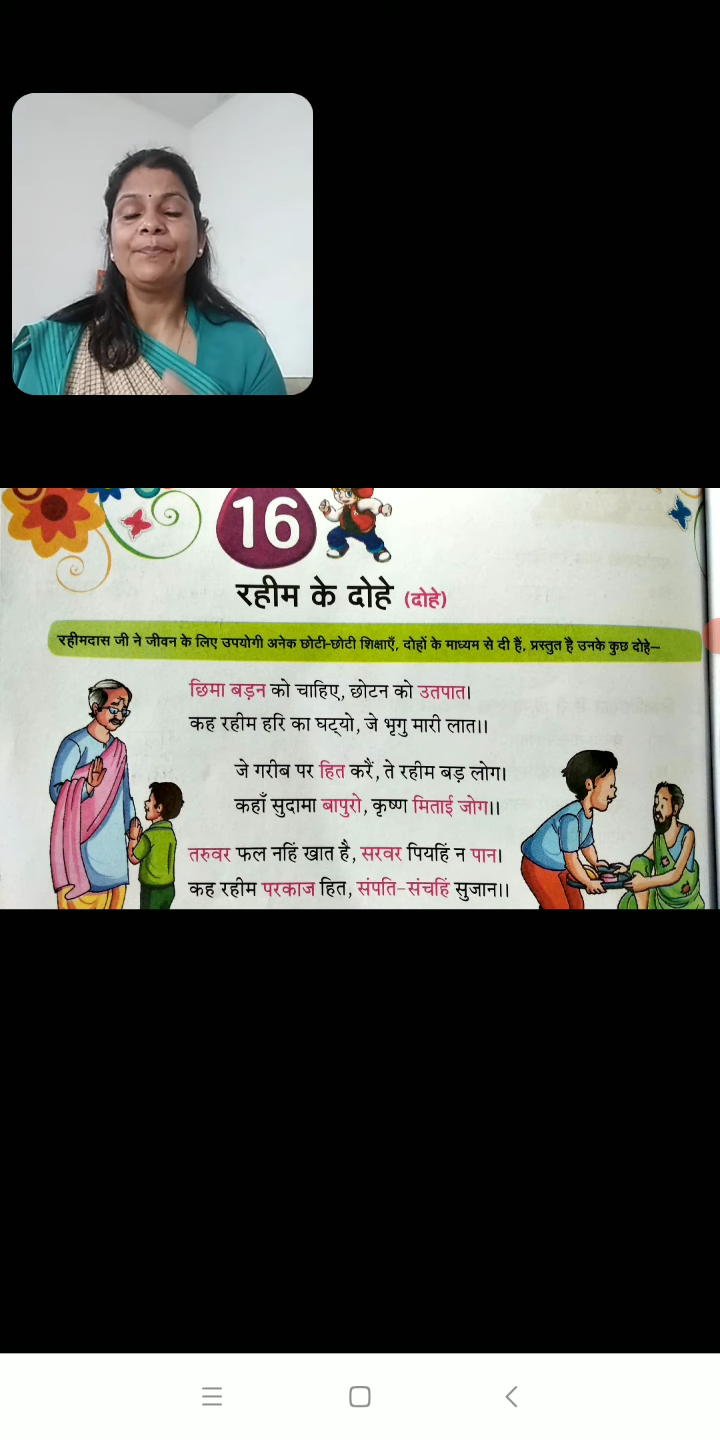 16
रहीम के दोहे (दोहे)
रहीमदास जी ने जीवन के लिए उपयोगी अनेक छोटी-छोटी शिक्षाएँ, दोहों के माध्यम से दी हैं, प्रस्तुत है उनके कुछ दोहे–
छिमा बड़न को चाहिए, छोटन को उतपात।
कह रहीम हरि का घट्यो, जे भृगु मारी लात।।
जे गरीब पर हित करैं, ते रहीम बड़ लोग।
कहाँ सुदामा बापुरो, कृष्ण मिताई जोग।।
तरुवर फल नहिं खात है, सरवर पियहिं न पान।
कह रहीम परकाज हित, संपति-संचहिं सुजान।।